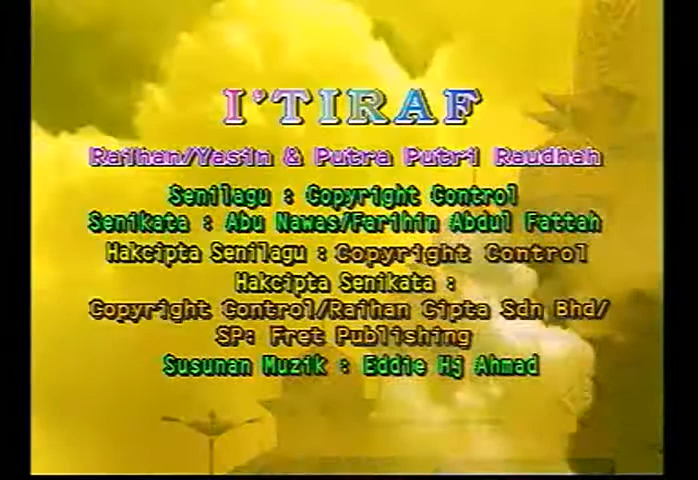 I'TIRAF
Raihan/Yasin & Putra Putri Raudhah
Senilagu : Copyright Control
Senikata : Abu Nawas/Farihin Abdul Fattah
Hakcipta Senilagu : Copyright Control
Hakcipta Senikata :
Copyright Control/Raihan Cipta Sdn Bhd/
SP: Fret Publishing
Susunan Muzik : Eddie Hj Ahmad